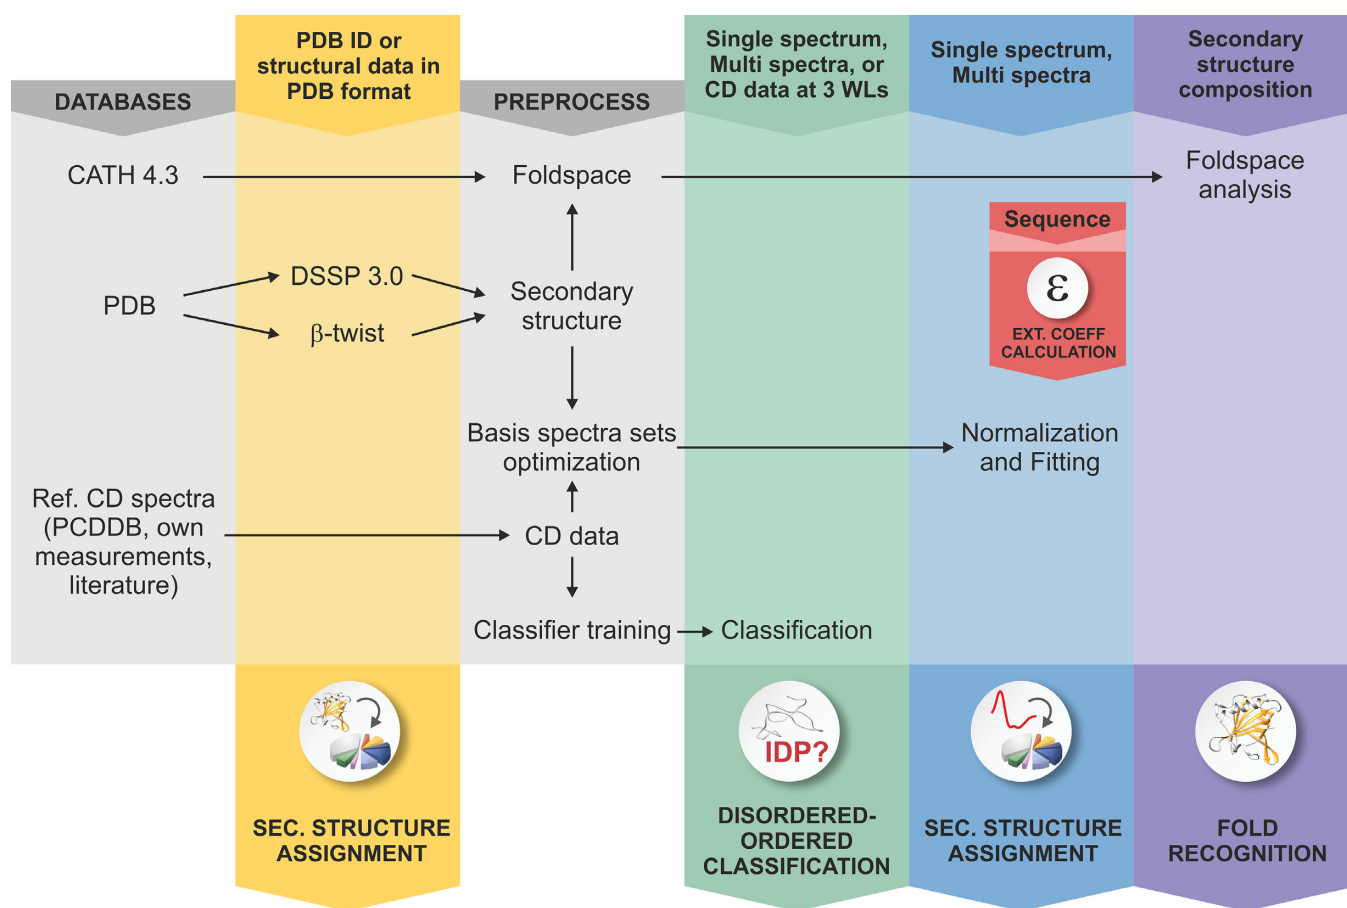 DATABASES
PDB ID or
structural data in
PDB format
PREPROCESS
Single spectrum,
Multi spectra, or
CD data at 3 WLs
Single spectrum,
Multi spectra
Secondary
structure
composition
CATH 4.3
Foldspace
Foldspace
analysis
Sequence
ε
EXT. COEFF
CALCULATION
PDB
DSSP 3.0
β-twist
Secondary
structure
Basis spectra sets
optimization
Normalization
and Fitting
Ref. CD spectra
(PCDDB, own
measurements,
literature)
CD data
Classifier training
Classification
IDP?
SEC. STRUCTURE
ASSIGNMENT
DISORDERED-
ORDERED
CLASSIFICATION
SEC. STRUCTURE
ASSIGNMENT
FOLD
RECOGNITION